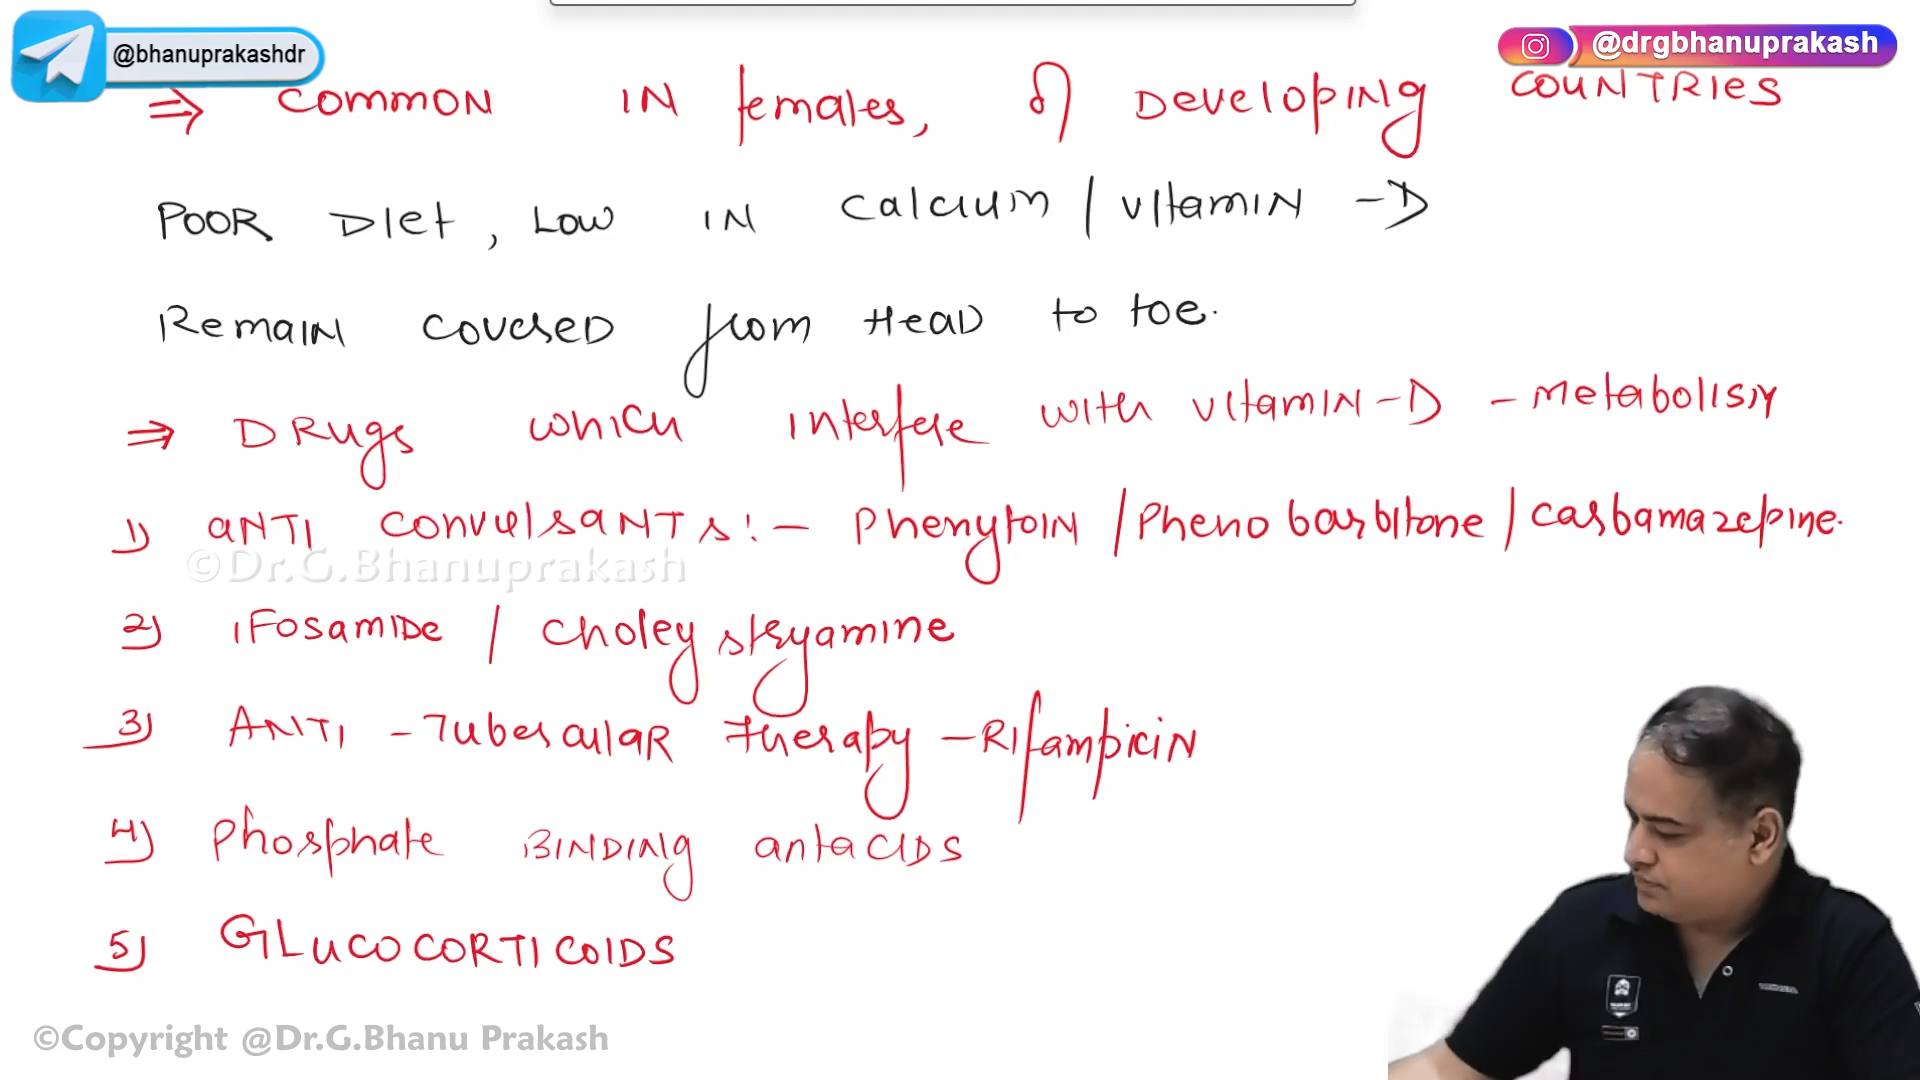 @bhanuprakashdr
@drgbhanuprakash
⇒ COMMON IN females, of DEVELOPING COUNTRIES
POOR DIet, LOW IN calcium / VItamIN - D
RemaIN covered from HeaD to toe.
⇒ DRugs which interfere with vItamIN - D - Metabolism
1) ANTI convulsANTs :- PhenytoIN / Pheno barbitone / carbamazepine.
©Dr.G.Bhanuprakash
2) IFOSamIDe / choleystryamine
3) ANTI - TuberculaR therapy - RIfampicin
4) phosphate BINDINg antacIDS
5) GLUCOCORTICOIDS
©Copyright @Dr.G.Bhanu Prakash